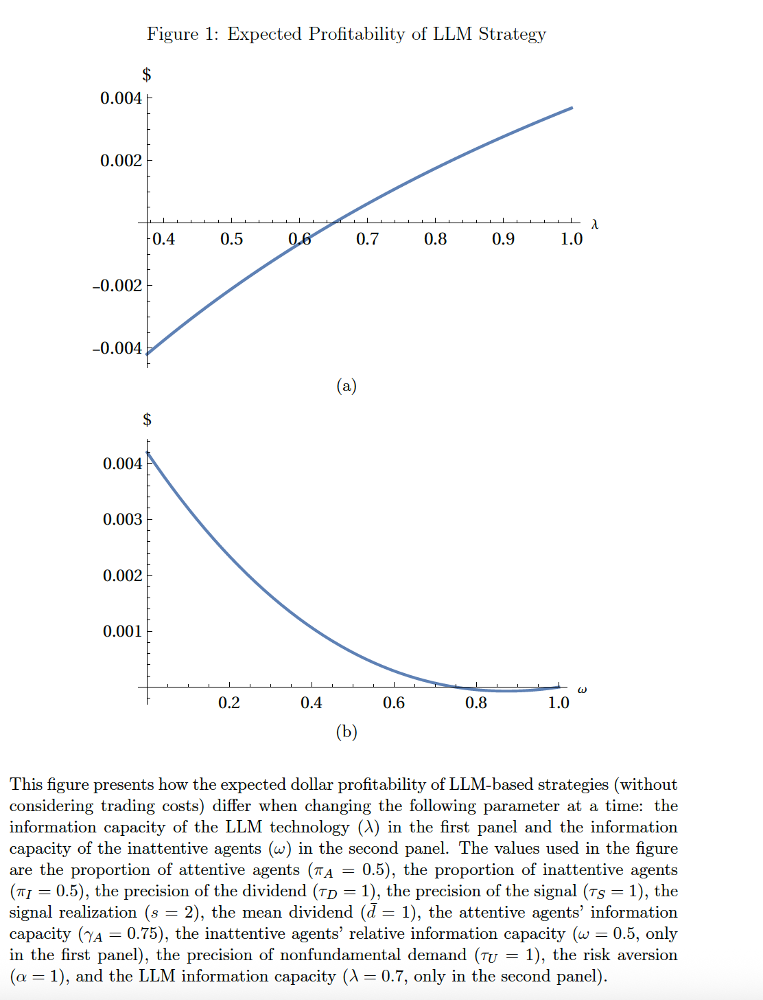 Figure 1: Expected Profitability of LLM Strategy
$
0.004
0.002
λ
0.4 0.5 0.6 0.7 0.8 0.9 1.0
–0.002
–0.004
(a)
$
0.004
0.003
0.002
0.001
ω
0.2 0.4 0.6 0.8 1.0
(b)
This figure presents how the expected dollar profitability of LLM-based strategies (without
considering trading costs) differ when changing the following parameter at a time: the
information capacity of the LLM technology (λ) in the first panel and the information
capacity of the inattentive agents (ω) in the second panel. The values used in the figure
are the proportion of attentive agents (π_A = 0.5), the proportion of inattentive agents
(π_I = 0.5), the precision of the dividend (τ_D = 1), the precision of the signal (τ_S = 1), the
signal realization (s = 2), the mean dividend (d̄ = 1), the attentive agents’ information
capacity (γ_A = 0.75), the inattentive agents’ relative information capacity (ω = 0.5, only
in the first panel), the precision of nonfundamental demand (τ_U = 1), the risk aversion
(α = 1), and the LLM information capacity (λ = 0.7, only in the second panel).